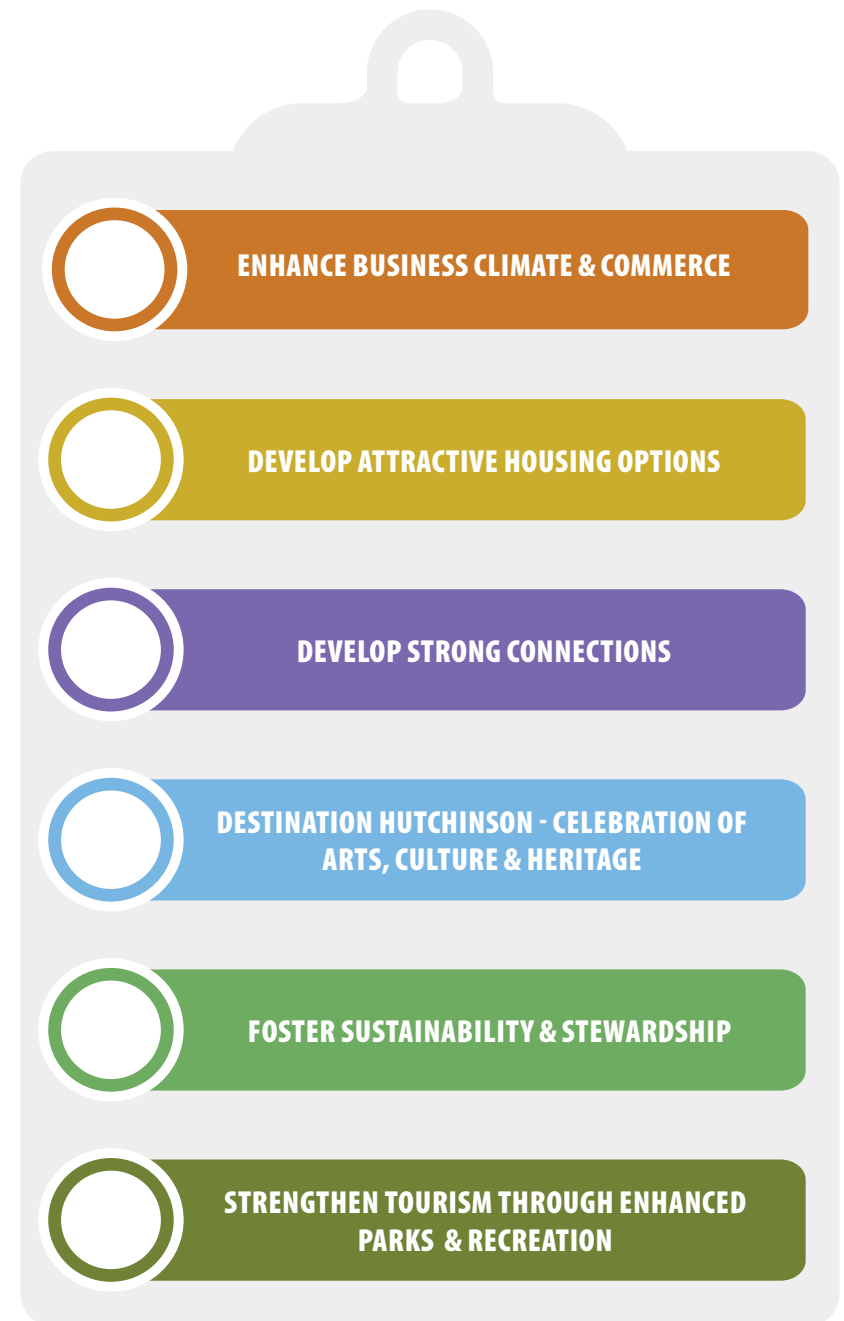 ENHANCE BUSINESS CLIMATE & COMMERCE
DEVELOP ATTRACTIVE HOUSING OPTIONS
DEVELOP STRONG CONNECTIONS
DESTINATION HUTCHINSON - CELEBRATION OF
ARTS, CULTURE & HERITAGE
FOSTER SUSTAINABILITY & STEWARDSHIP
STRENGTHEN TOURISM THROUGH ENHANCED
PARKS & RECREATION